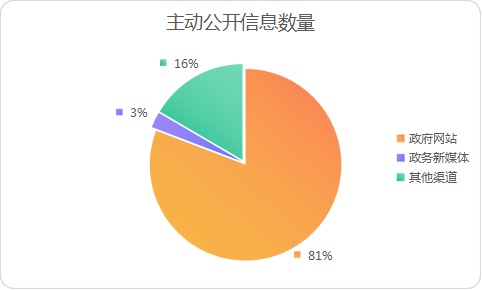 主动公开信息数量
16%
3%
政府网站
政务新媒体
其他渠道
81%